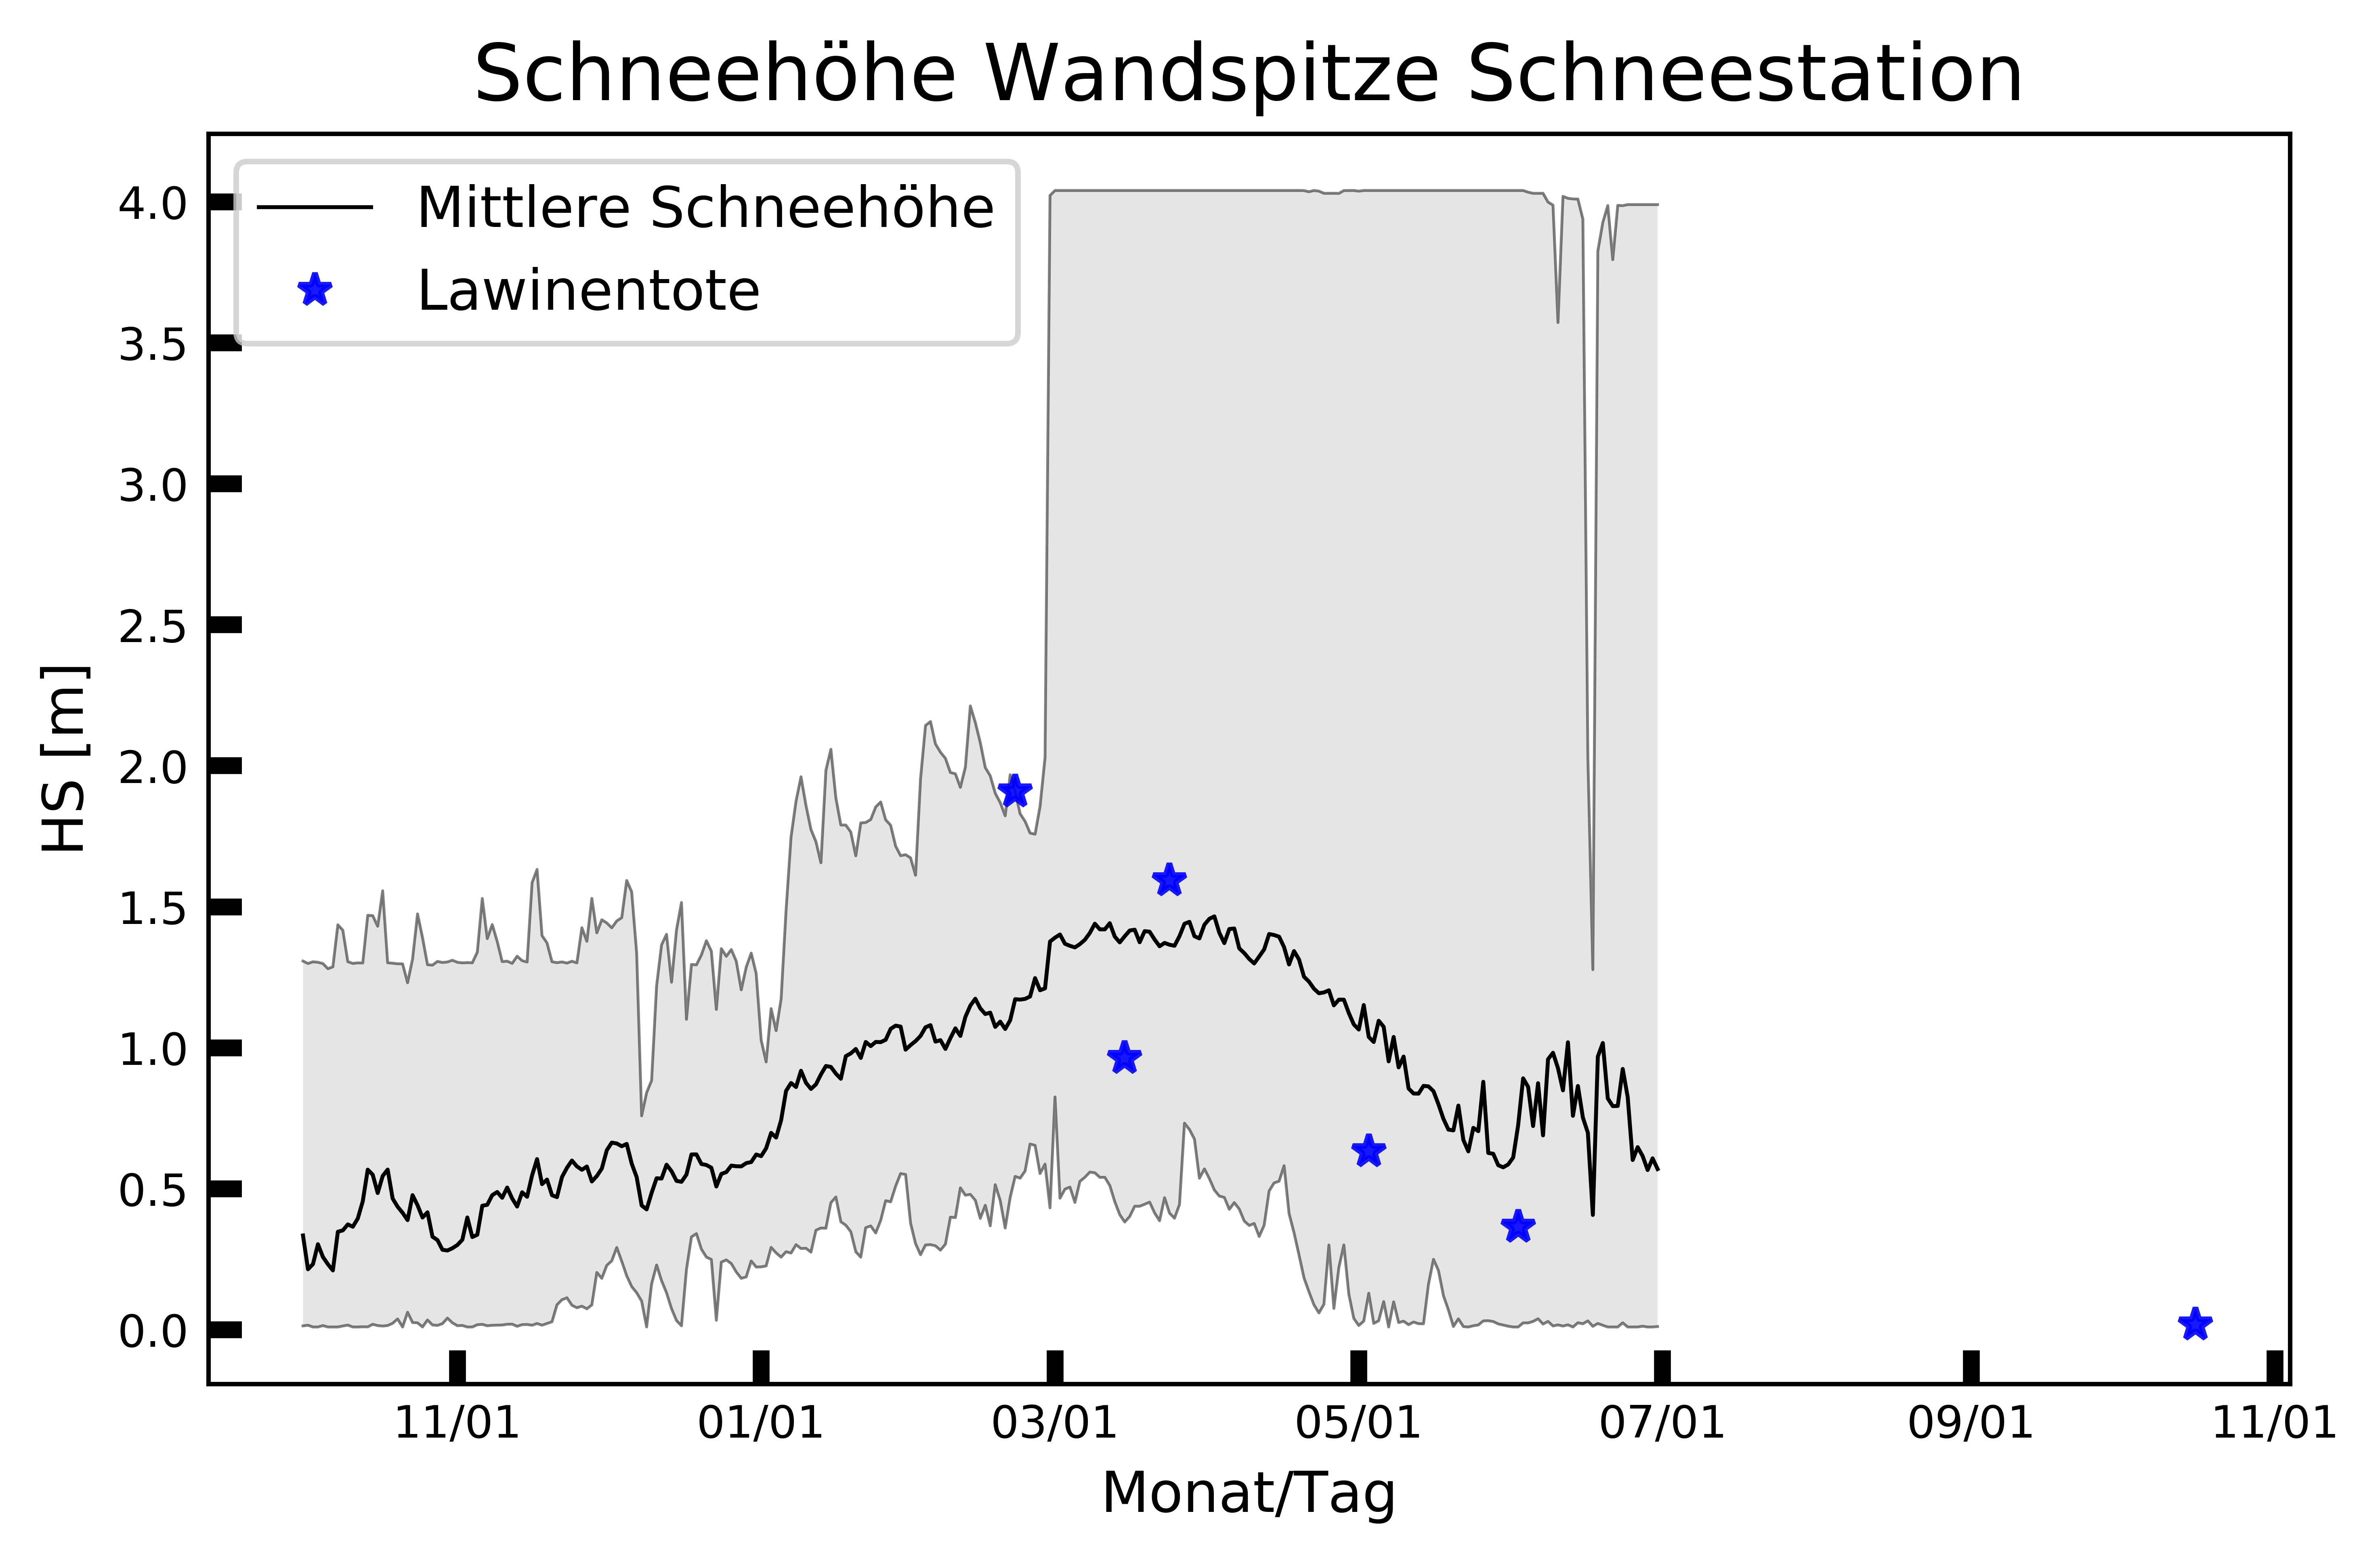 Schneehöhe Wandspitze Schneestation
Mittlere Schneehöhe
Lawinentote
4.0
3.5
3.0
2.5
2.0
1.5
1.0
0.5
0.0
HS [m]
11/01 01/01 03/01 05/01 07/01 09/01 11/01
Monat/Tag